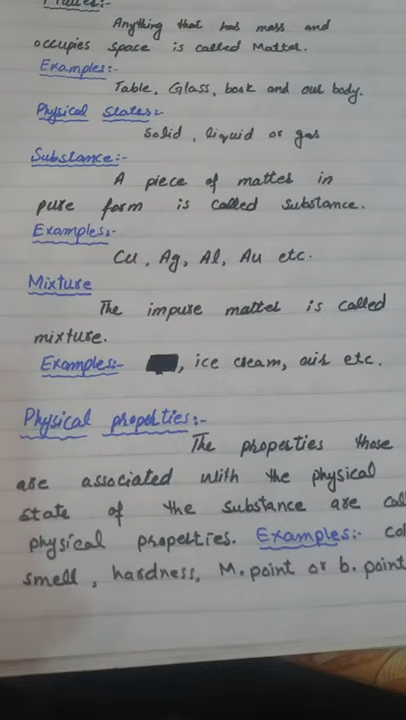 Matter:-
Anything that has mass and
occupies space is called Matter.
Examples:-
Table, Glass, book and our body.
Physical States:-
Solid, liquid or gas
Substance:-
A piece of matter in
pure form is called substance.
Examples:-
Cu, Ag, Al, Au etc.
Mixture
The impure matter is called
mixture.
Examples:- , ice cream, air etc.
Physical properties:-
The properties those
are associated with the physical
state of the substance are cal
physical properties. Examples:- col
smell, hardness, M.point or b.point